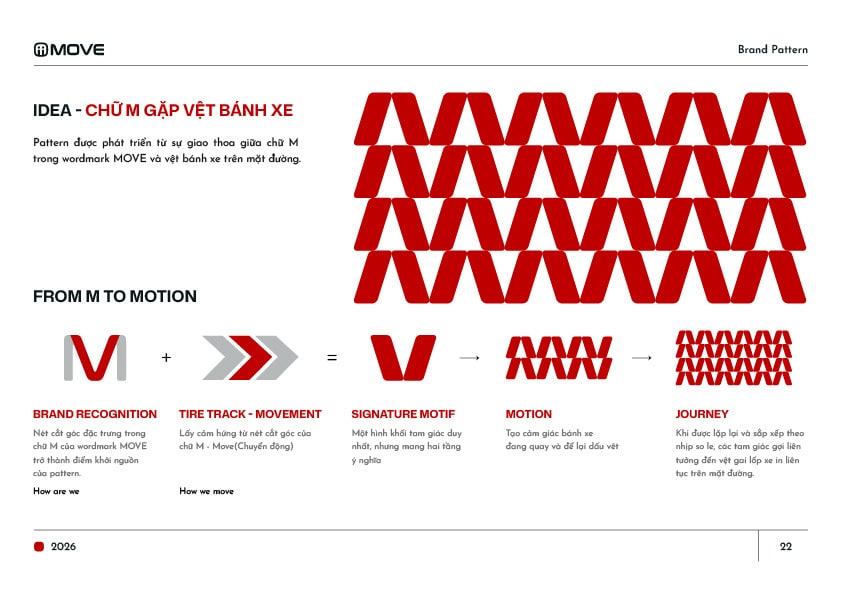 MOVE
Brand Pattern
IDEA - CHỮ M GẶP VỆT BÁNH XE
Pattern được phát triển từ sự giao thoa giữa chữ M
trong wordmark MOVE và vệt bánh xe trên mặt đường.
FROM M TO MOTION
M
+
=
→
→
BRAND RECOGNITION
Nét cắt góc đặc trưng trong
chữ M của wordmark MOVE
trở thành điểm khởi nguồn
của pattern.
How are we
TIRE TRACK - MOVEMENT
Lấy cảm hứng từ nét cắt góc của
chữ M - Move(Chuyển động)
How we move
SIGNATURE MOTIF
Một hình khối tam giác duy
nhất, nhưng mang hai tầng
ý nghĩa
MOTION
Tạo cảm giác bánh xe
đang quay và để lại dấu vêt
JOURNEY
Khi được lặp lại và sắp xếp theo
nhịp so le, các tam giác gợi liên
tưởng đến vệt gai lốp xe in liên
tục trên mặt đường.
2026
22